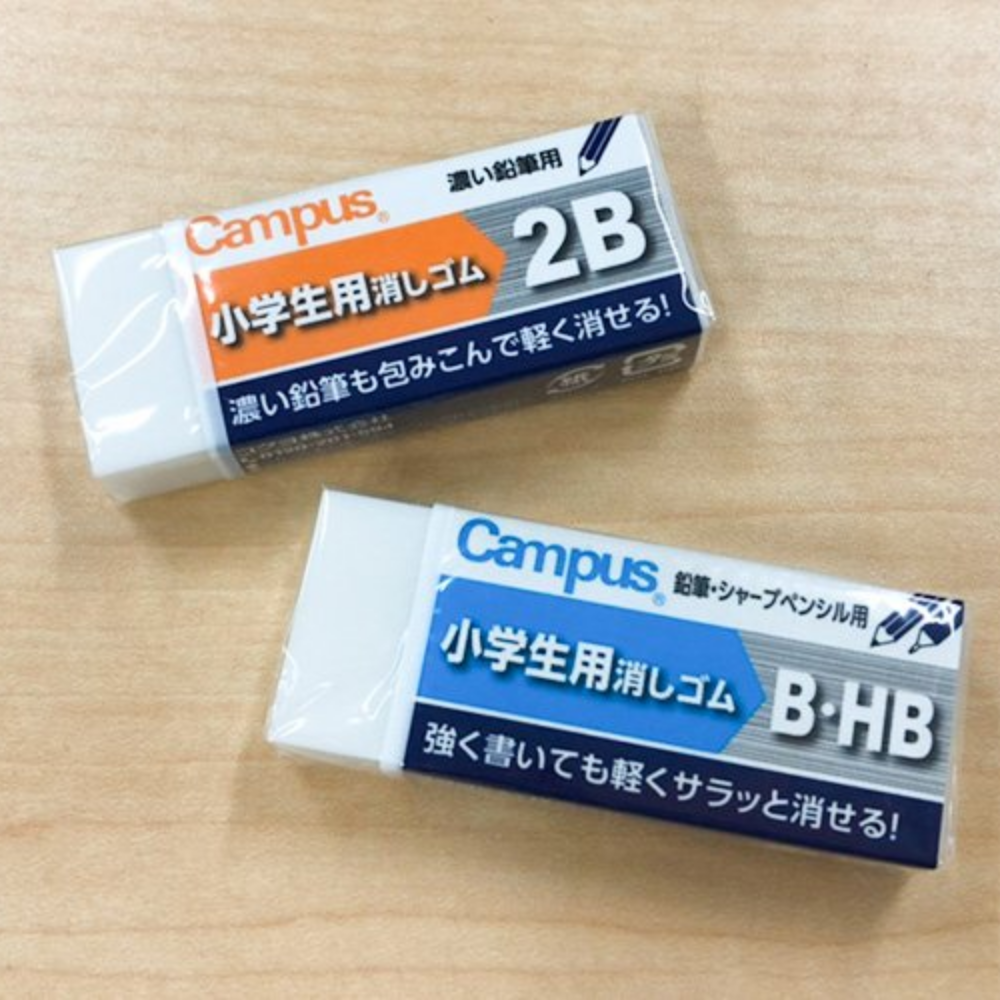 濃い鉛筆用
Campus®
2B
小学生用消しゴム
濃い鉛筆も包みこんで軽く消せる!
Campus®
鉛筆・シャープペンシル用
小学生用消しゴム
B・HB
強く書いても軽くサラッと消せる!